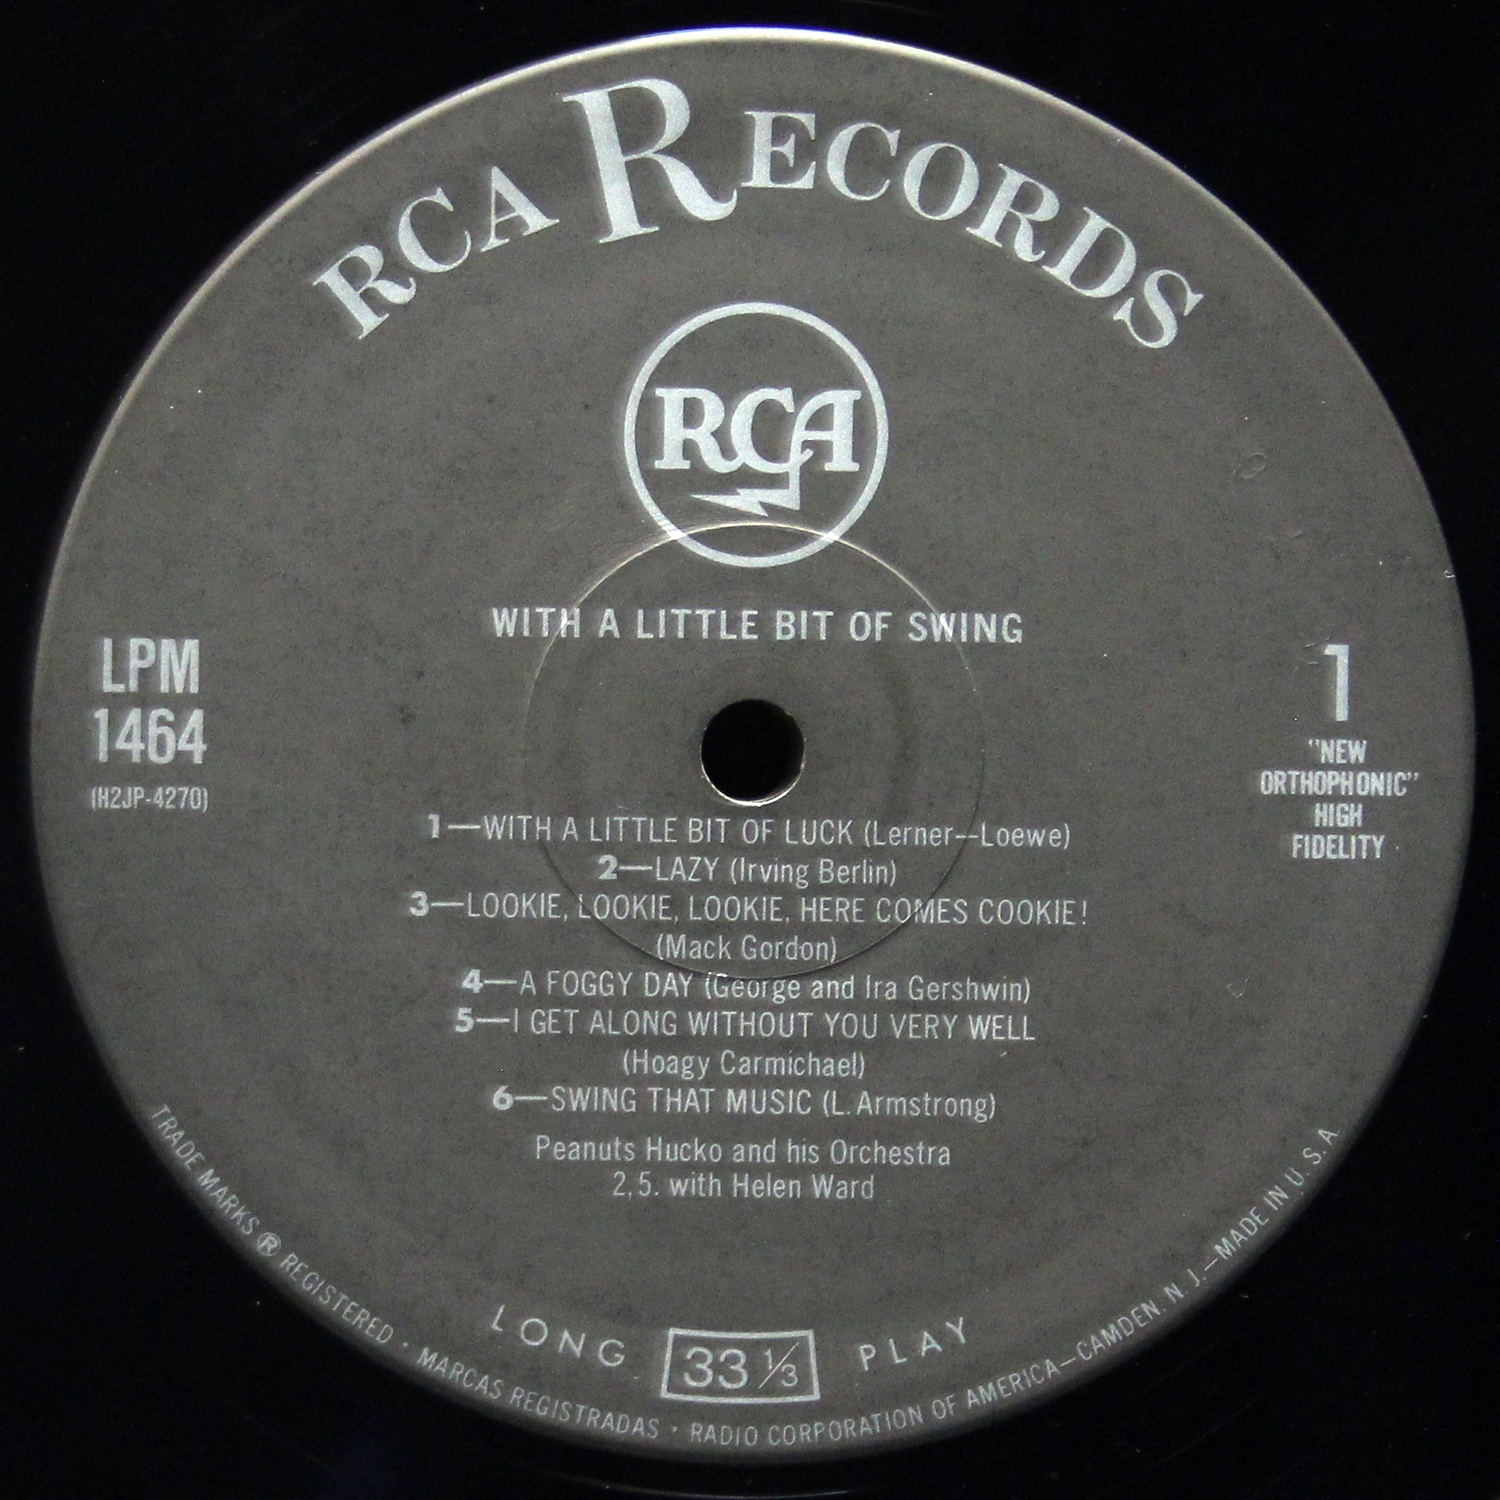 RCA RECORDS
RCA
WITH A LITTLE BIT OF SWING
LPM
1464
(H2JP-4270)
1
"NEW
ORTHOPHONIC"
HIGH
FIDELITY
1—WITH A LITTLE BIT OF LUCK (Lerner—Loewe)
2—LAZY (Irving Berlin)
3—LOOKIE, LOOKIE, LOOKIE, HERE COMES COOKIE!
(Mack Gordon)
4—A FOGGY DAY (George and Ira Gershwin)
5—I GET ALONG WITHOUT YOU VERY WELL
(Hoagy Carmichael)
6—SWING THAT MUSIC (L. Armstrong)
Peanuts Hucko and his Orchestra
2, 5. with Helen Ward
LONG 33 1/3 PLAY
TRADE MARKS ® REGISTERED · MARCAS REGISTRADAS · RADIO CORPORATION OF AMERICA—CAMDEN. N. J.—MADE IN U. S. A.